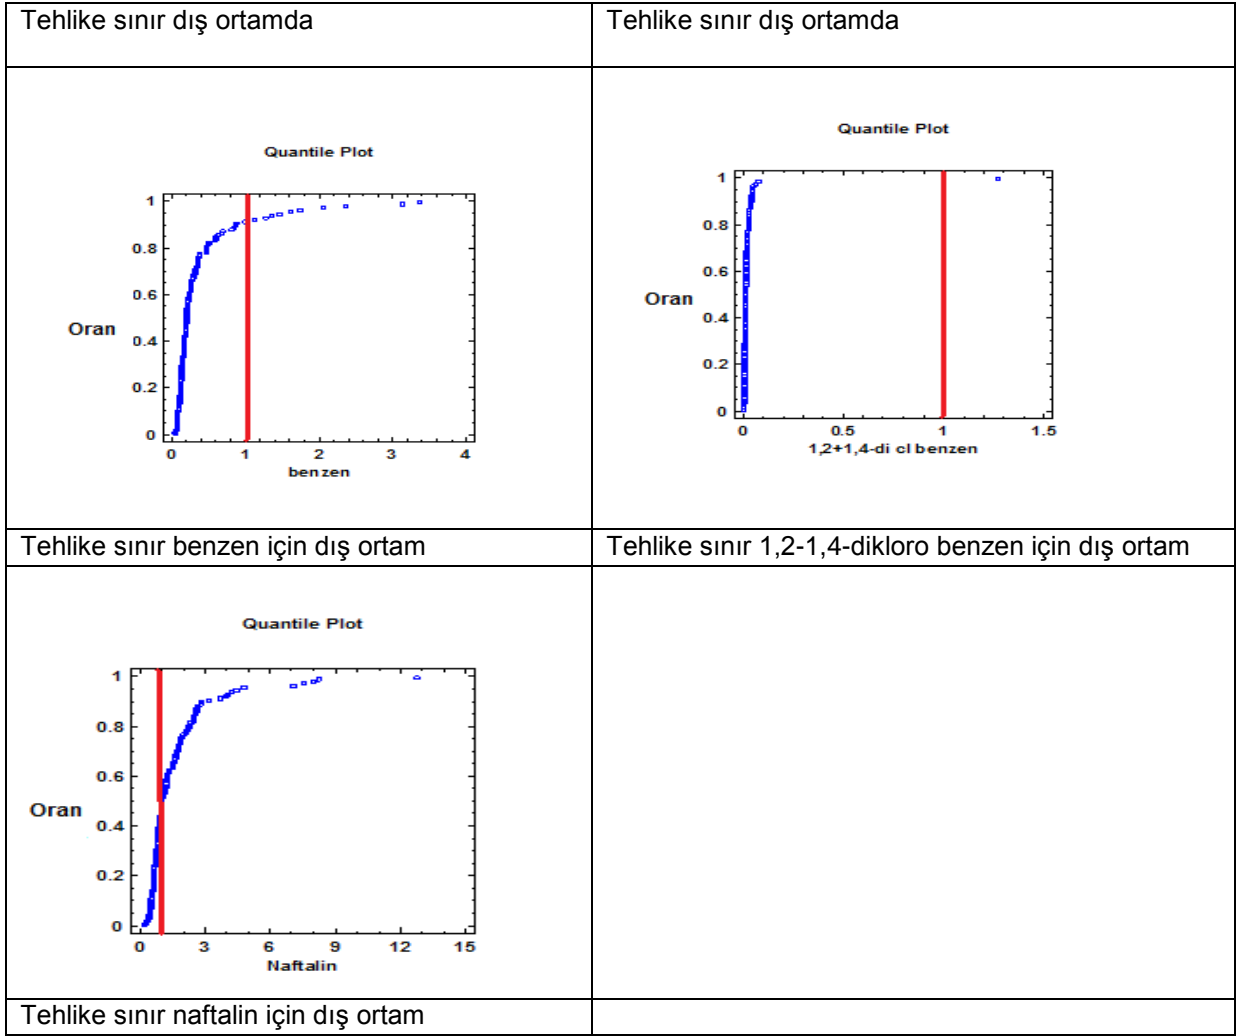 Tehlike sınır dış ortamda
Tehlike sınır dış ortamda
Quantile Plot
1
0.8
0.6
Oran
0.4
0.2
0
0 1 2 3 4
benzen
Quantile Plot
1
0.8
0.6
Oran
0.4
0.2
0
0 0.5 1 1.5
1,2+1,4-di cl benzen
Tehlike sınır benzen için dış ortam
Tehlike sınır 1,2-1,4-dikloro benzen için dış ortam
Quantile Plot
1
0.8
0.6
Oran
0.4
0.2
0
0 3 6 9 12 15
Naftalin
Tehlike sınır naftalin için dış ortam